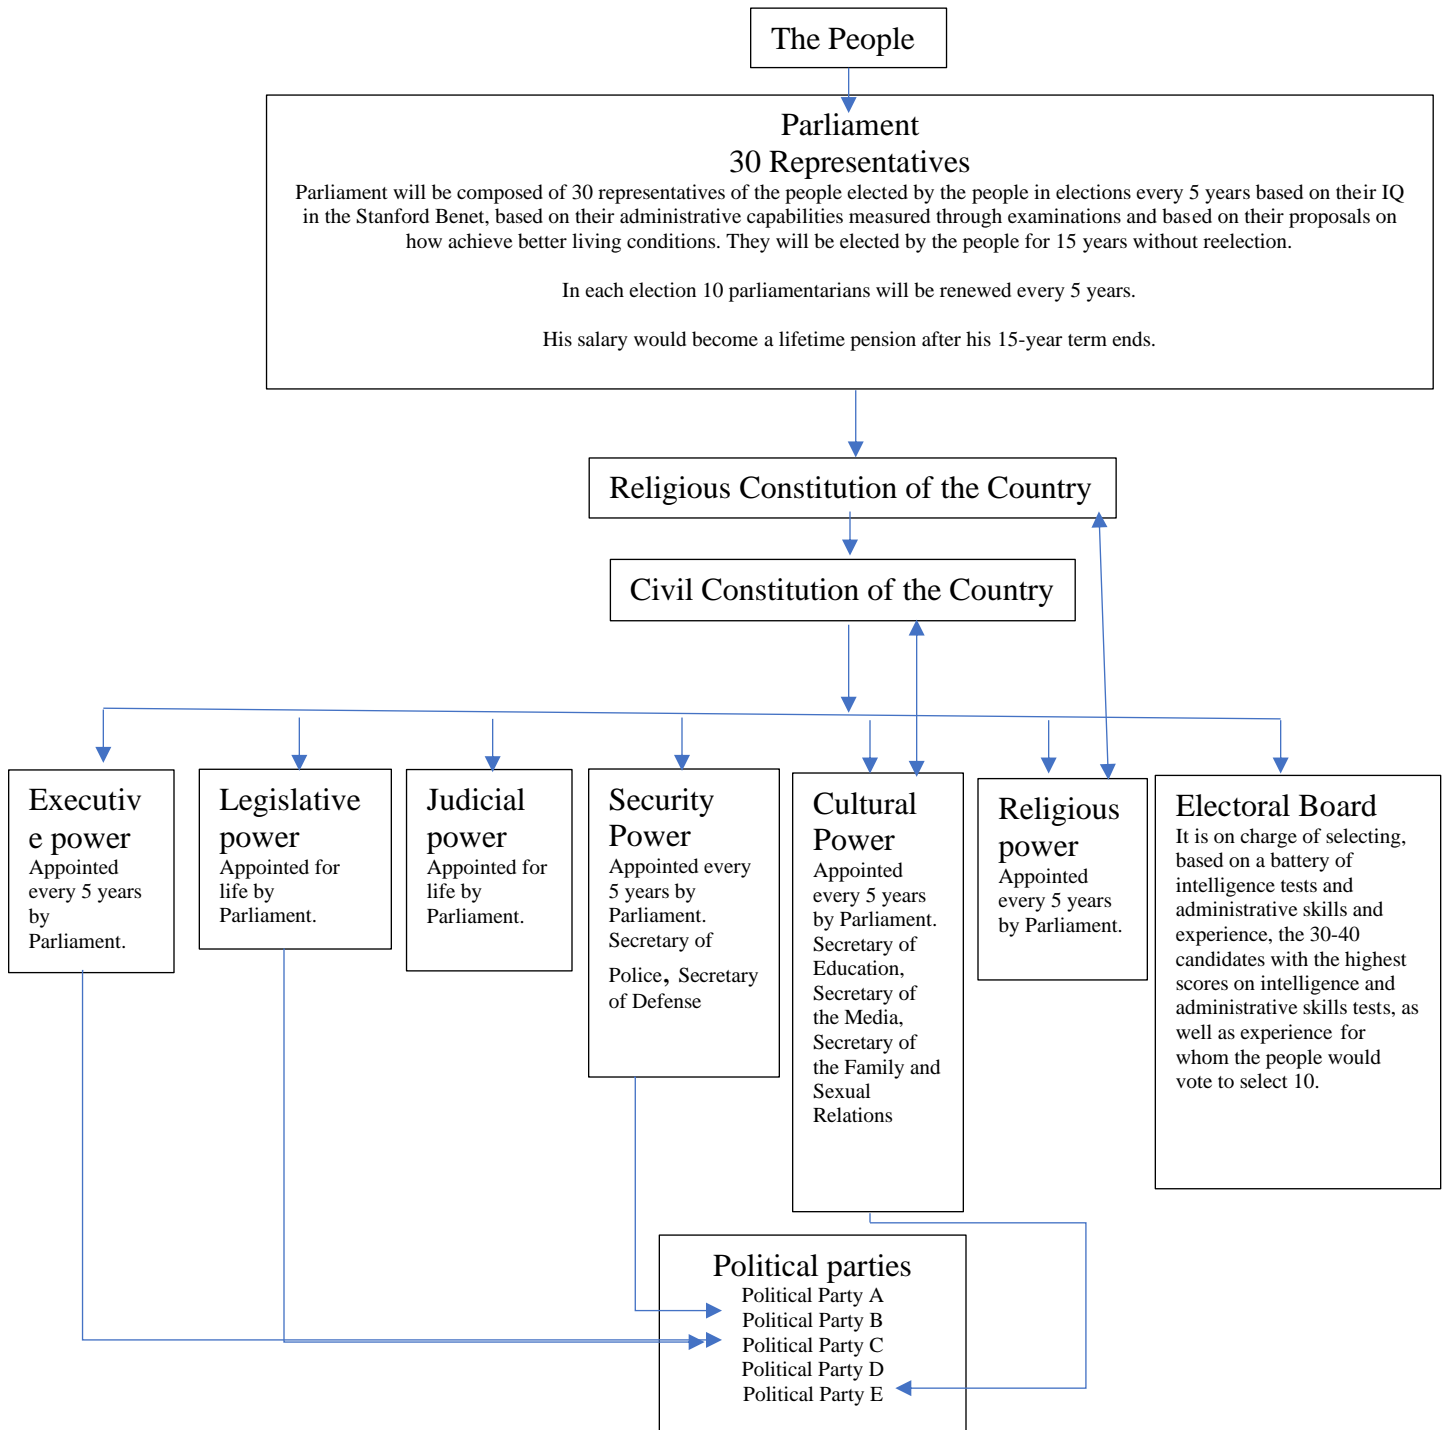 The People
Parliament
30 Representatives
Parliament will be composed of 30 representatives of the people elected by the people in elections every 5 years based on their IQ
in the Stanford Benet, based on their administrative capabilities measured through examinations and based on their proposals on
how achieve better living conditions. They will be elected by the people for 15 years without reelection.
In each election 10 parliamentarians will be renewed every 5 years.
His salary would become a lifetime pension after his 15-year term ends.
Religious Constitution of the Country
Civil Constitution of the Country
Executiv
e power
Appointed
every 5 years
by
Parliament.
Legislative
power
Appointed for
life by
Parliament.
Judicial
power
Appointed for
life by
Parliament.
Security
Power
Appointed every
5 years by
Parliament.
Secretary of
Police, Secretary
of Defense
Cultural
Power
Appointed
every 5 years
by Parliament.
Secretary of
Education,
Secretary of
the Media,
Secretary of
the Family and
Sexual
Relations
Religious
power
Appointed
every 5 years
by Parliament.
Electoral Board
It is on charge of selecting,
based on a battery of
intelligence tests and
administrative skills and
experience, the 30-40
candidates with the highest
scores on intelligence and
administrative skills tests, as
well as experience for
whom the people would
vote to select 10.
Political parties
Political Party A
Political Party B
Political Party C
Political Party D
Political Party E